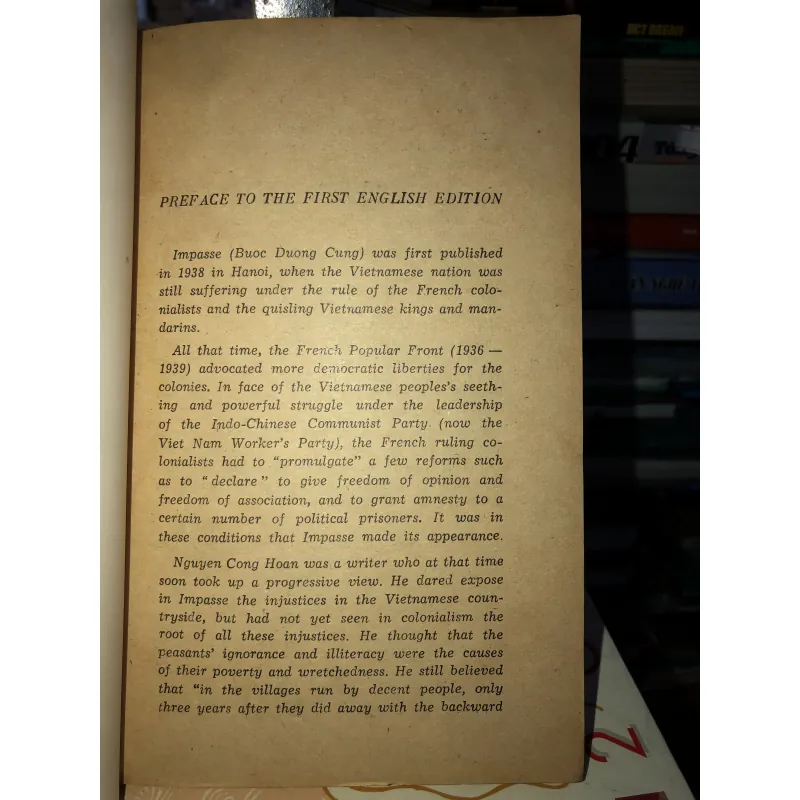 PREFACE TO THE FIRST ENGLISH EDITION
Impasse (Buoc Duong Cung) was first published
in 1938 in Hanoi, when the Vietnamese nation was
still suffering under the rule of the French colo-
nialists and the quisling Vietnamese kings and man-
darins.
All that time, the French Popular Front (1936 —
1939) advocated more democratic liberties for the
colonies. In face of the Vietnamese peoples's seeth-
ing and powerful struggle under the leadership
of the Indo-Chinese Communist Party (now the
Viet Nam Worker's Party), the French ruling co-
lonialists had to "promulgate" a few reforms such
as to "declare" to give freedom of opinion and
freedom of association, and to grant amnesty to a
certain number of political prisoners. It was in
these conditions that Impasse made its appearance.
Nguyen Cong Hoan was a writer who at that time
soon took up a progressive view. He dared expose
in Impasse the injustices in the Vietnamese coun-
tryside, but had not yet seen in colonialism the
root of all these injustices. He thought that the
peasants' ignorance and illiteracy were the causes
of their poverty and wretchedness. He still believed
that "in the villages run by decent people, only
three years after they did away with the backward
2